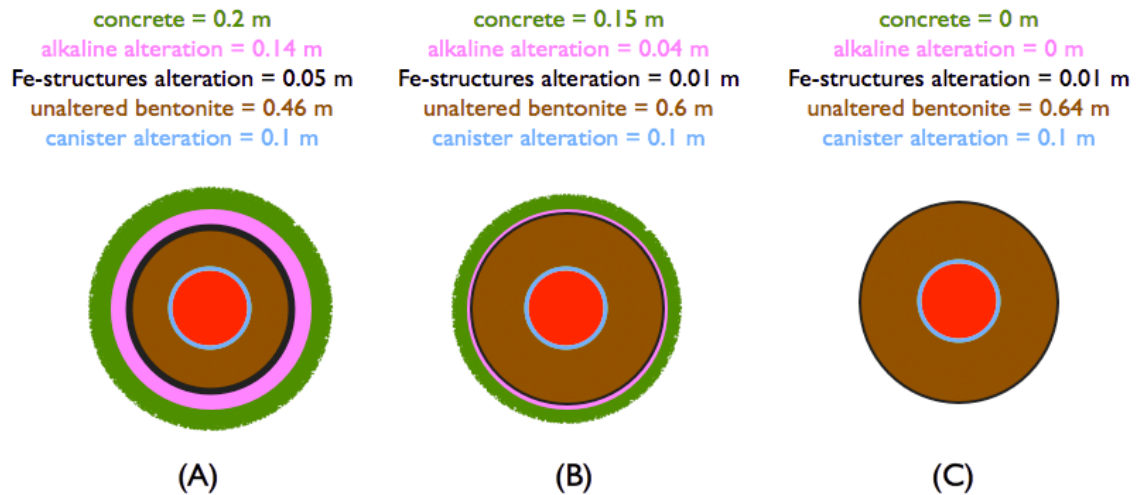 concrete = 0.2 m
alkaline alteration = 0.14 m
Fe-structures alteration = 0.05 m
unaltered bentonite = 0.46 m
canister alteration = 0.1 m
(A)
concrete = 0.15 m
alkaline alteration = 0.04 m
Fe-structures alteration = 0.01 m
unaltered bentonite = 0.6 m
canister alteration = 0.1 m
(B)
concrete = 0 m
alkaline alteration = 0 m
Fe-structures alteration = 0.01 m
unaltered bentonite = 0.64 m
canister alteration = 0.1 m
(C)